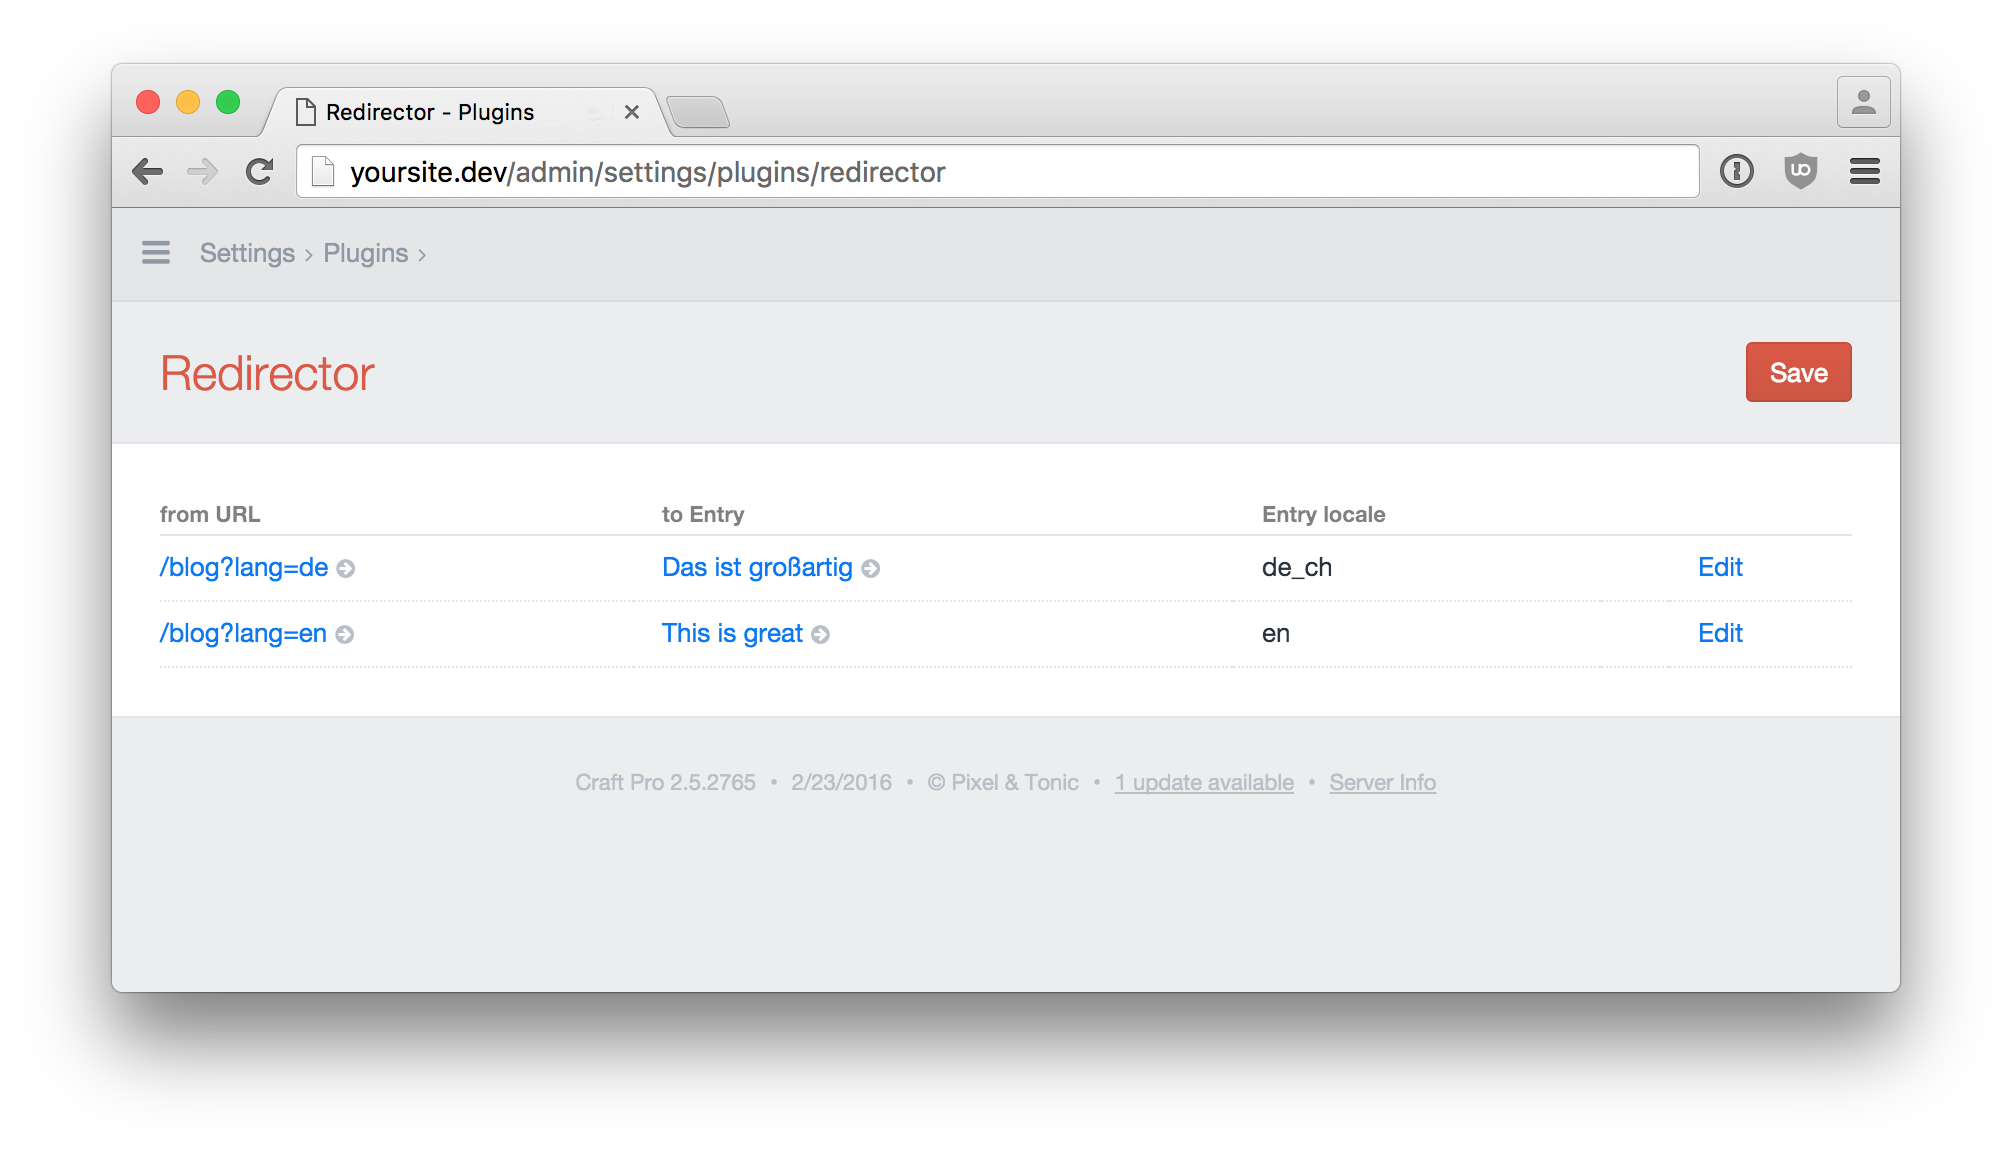 Redirector - Plugins
yoursite.dev/admin/settings/plugins/redirector
Settings › Plugins ›
Redirector
Save
from URL to Entry Entry locale
/blog?lang=de Das ist großartig de_ch Edit
/blog?lang=en This is great en Edit
Craft Pro 2.5.2765 • 2/23/2016 • © Pixel & Tonic • 1 update available • Server Info